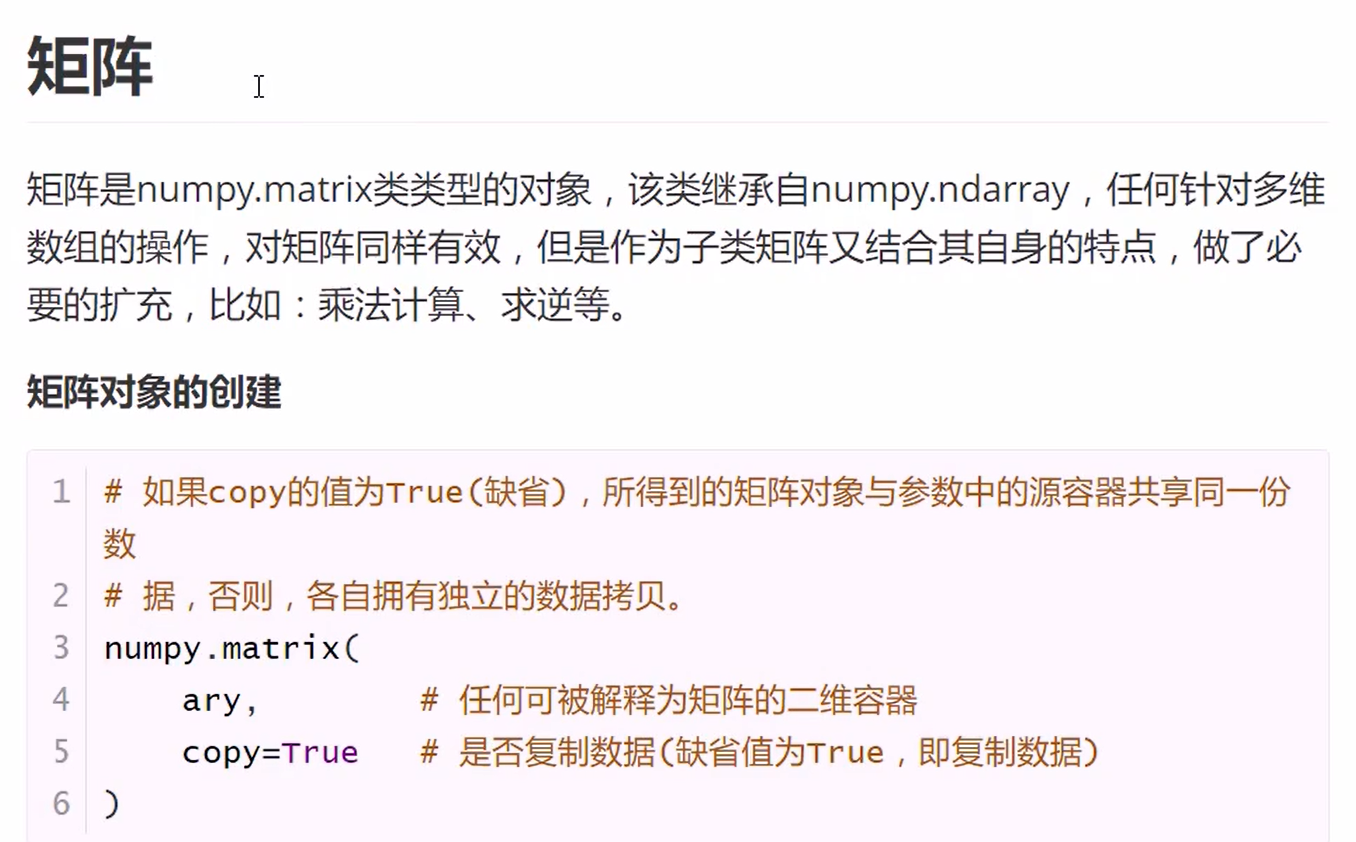 矩阵
矩阵是numpy.matrix类类型的对象，该类继承自numpy.ndarray，任何针对多维
数组的操作，对矩阵同样有效，但是作为子类矩阵又结合其自身的特点，做了必
要的扩充，比如：乘法计算、求逆等。
矩阵对象的创建
1 # 如果copy的值为True(缺省)，所得到的矩阵对象与参数中的源容器共享同一份
数
2 # 据，否则，各自拥有独立的数据拷贝。
3 numpy.matrix(
4     ary,        # 任何可被解释为矩阵的二维容器
5     copy=True   # 是否复制数据(缺省值为True，即复制数据)
6 )